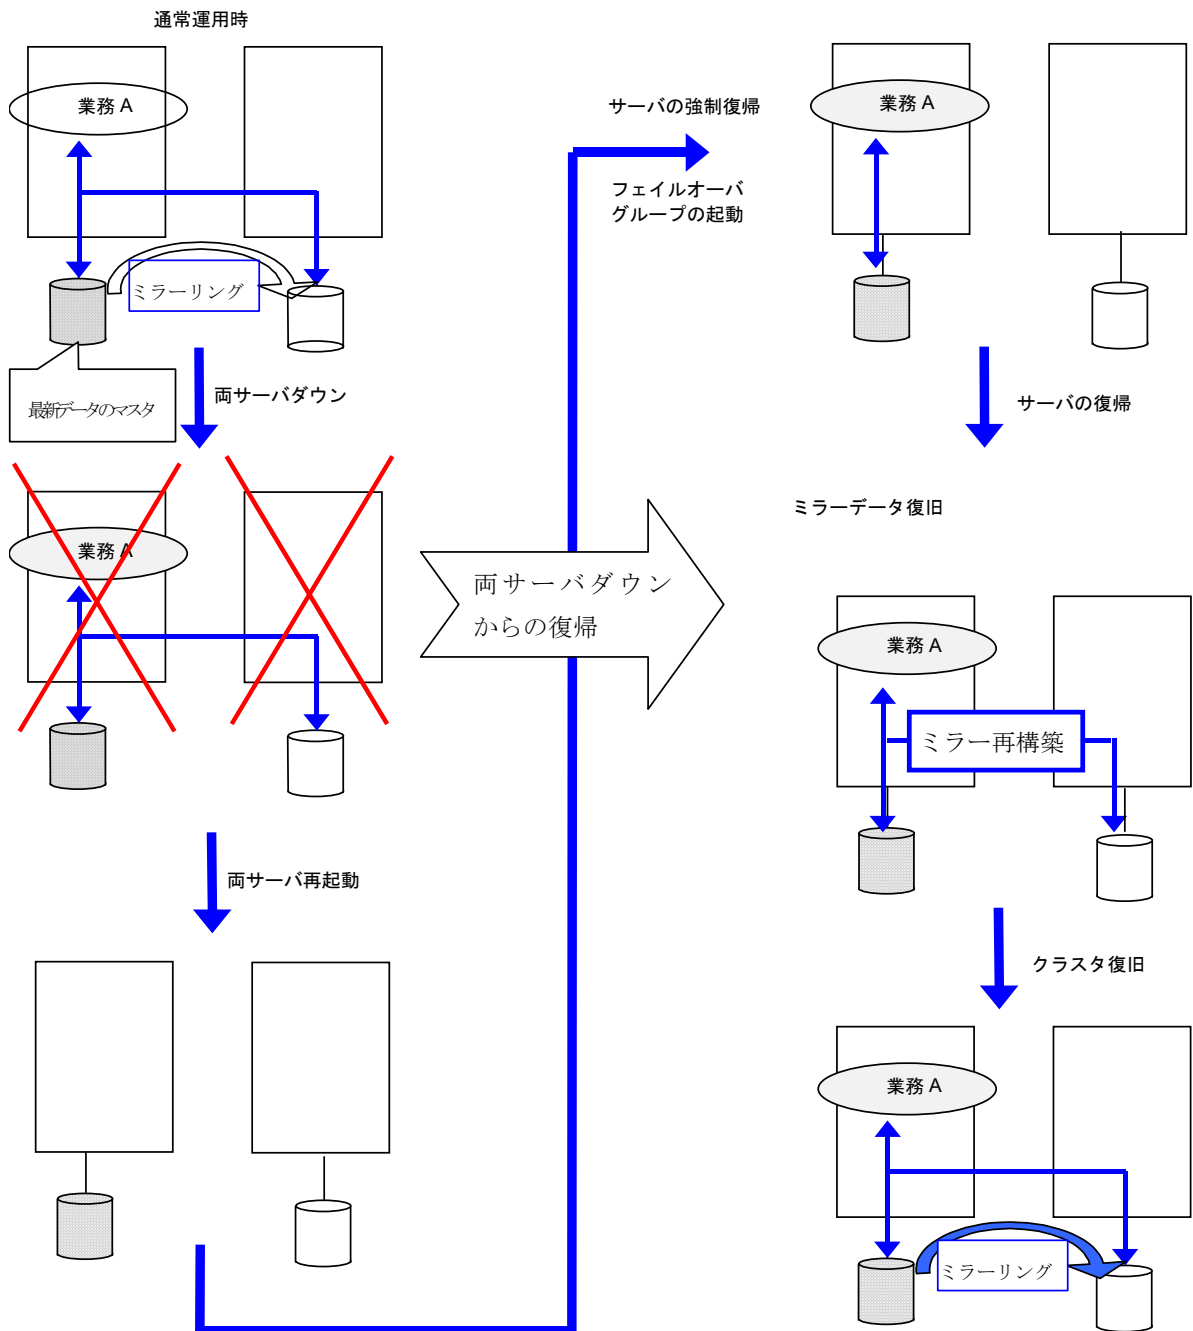 通常運用時
業務 A
ミラーリング
最新データのマスタ
両サーバダウン
業務 A
両サーバ再起動
両サーバダウン
からの復帰
サーバの強制復帰
フェイルオーバ
グループの起動
業務 A
サーバの復帰
ミラーデータ復旧
業務 A
ミラー再構築
クラスタ復旧
業務 A
ミラーリング